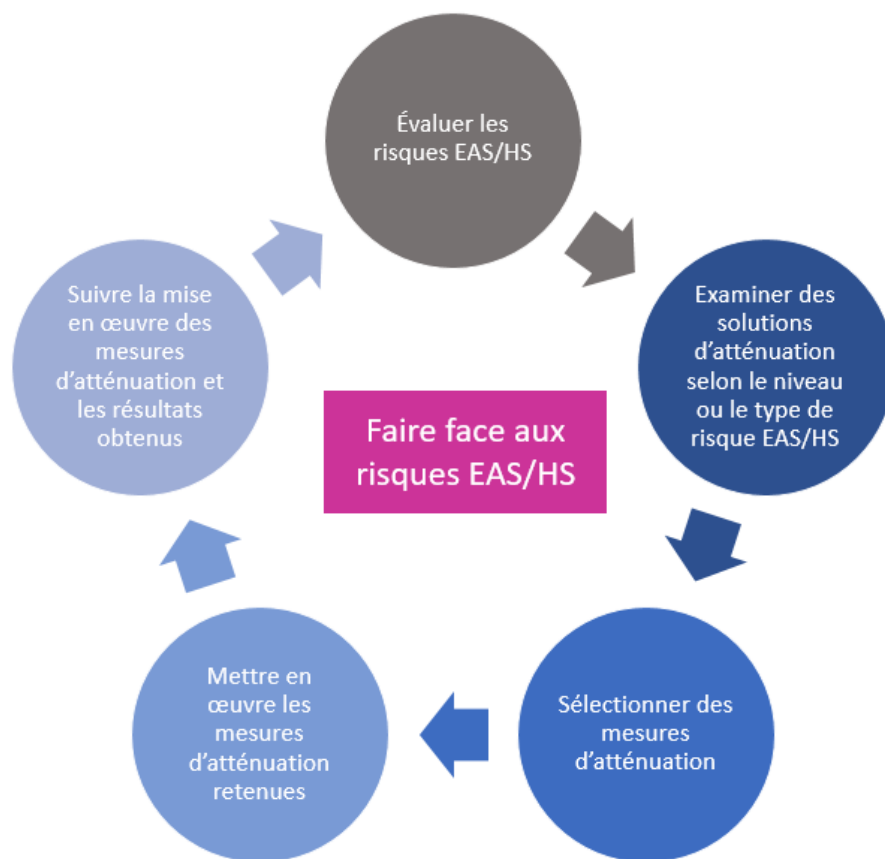 Évaluer les
risques EAS/HS
Examiner des
solutions
d'atténuation
selon le niveau
ou le type de
risque EAS/HS
Sélectionner des
mesures
d'atténuation
Mettre en
œuvre les
mesures
d'atténuation
retenues
Suivre la mise
en œuvre des
mesures
d'atténuation et
les résultats
obtenus
Faire face aux
risques EAS/HS